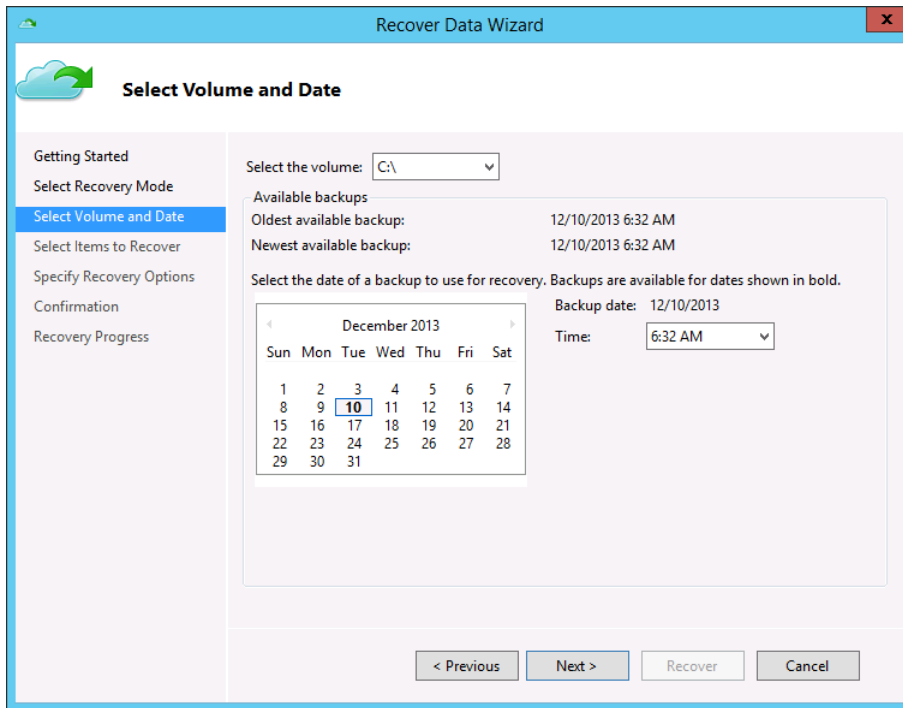 Recover Data Wizard
x
Select Volume and Date
Getting Started
Select Recovery Mode
Select Volume and Date
Select Items to Recover
Specify Recovery Options
Confirmation
Recovery Progress
Select the volume: C:\
Available backups
Oldest available backup: 12/10/2013 6:32 AM
Newest available backup: 12/10/2013 6:32 AM
Select the date of a backup to use for recovery. Backups are available for dates shown in bold.
December 2013
Sun Mon Tue Wed Thu Fri Sat
1 2 3 4 5 6 7
8 9 10 11 12 13 14
15 16 17 18 19 20 21
22 23 24 25 26 27 28
29 30 31
Backup date: 12/10/2013
Time: 6:32 AM
< Previous Next > Recover Cancel